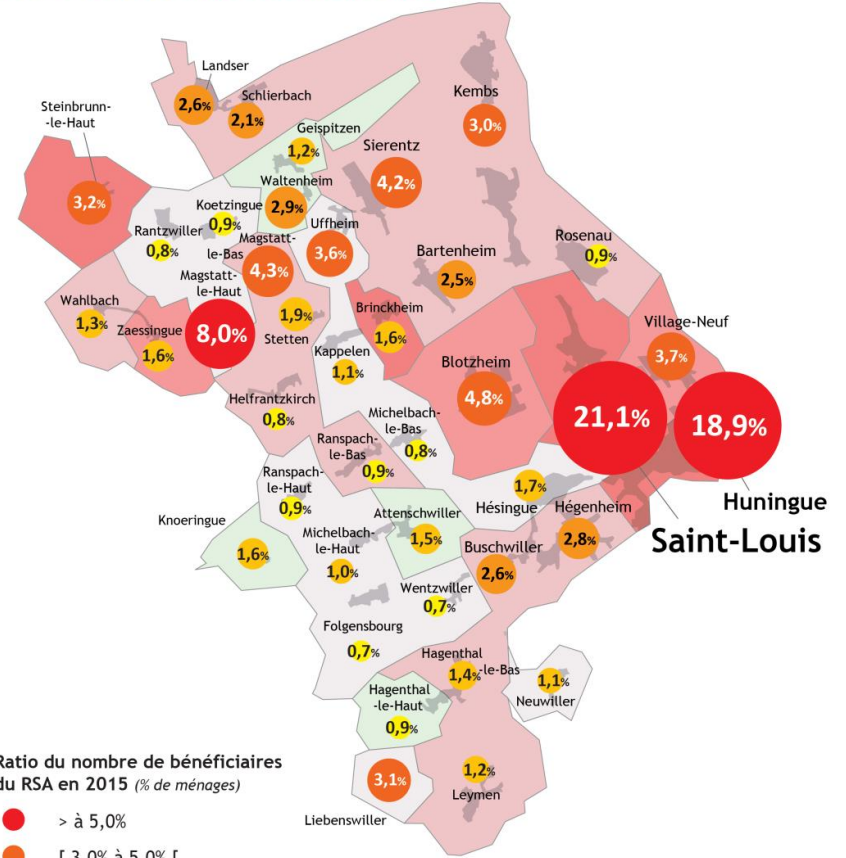 Landser
2,6%
Schlierbach
2,1%
Kembs
3,0%
Steinbrunn-
-le-Haut
3,2%
Geispitzen
1,2%
Sierentz
4,2%
Waltenheim
2,9%
Koetzingue
0,9%
Rantzwiller
0,8%
Uffheim
3,6%
Magstatt-
le-Bas
4,3%
Rosenau
0,9%
Bartenheim
2,5%
Magstatt-
le-Haut
8,0%
Wahlbach
1,3%
Zaessingue
1,6%
1,9%
Stetten
Brinckheim
1,6%
Village-Neuf
3,7%
Kappelen
1,1%
Blotzheim
4,8%
Helfrantzkirch
0,8%
Michelbach-
le-Bas
0,8%
21,1%
18,9%
Ranspach-
le-Bas
0,9%
Ranspach-
le-Haut
0,9%
1,7%
Hésingue
Hégenheim
2,8%
Huningue
Saint-Louis
Knoeringue
1,6%
Attenschwiller
1,5%
Michelbach-
le-Haut
1,0%
Buschwiller
2,6%
Wentzwiller
0,7%
Folgensbourg
0,7%
Hagenthal
-le-Bas
1,4%
1,1%
Neuwiller
Hagenthal
-le-Haut
0,9%
3,1%
Liebenswiller
1,2%
Leymen
Ratio du nombre de bénéficiaires
du RSA en 2015 (% de ménages)
> à 5,0%
[ 3,0% à 5,0% [